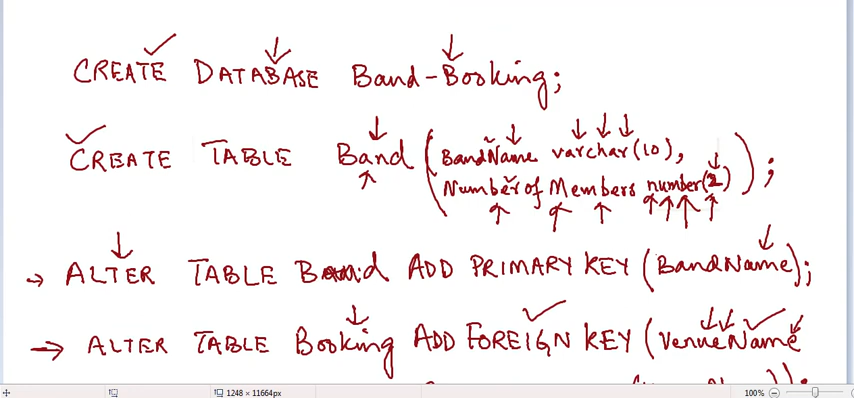 CREATE DATABASE Band-Booking;
CREATE TABLE Band (BandName varchar(10),
Number of Members number(2));
→ ALTER TABLE Band ADD PRIMARY KEY (BandName);
→ ALTER TABLE Booking ADD FOREIGN KEY (VenueName
1248 × 11664px 100%